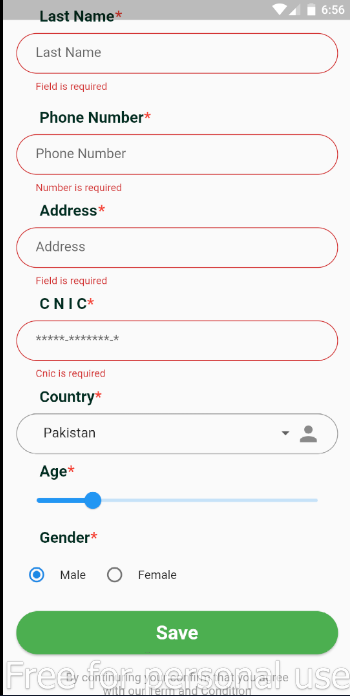 6:56
Last Name*
Last Name
Field is required
Phone Number*
Phone Number
Number is required
Address*
Address
Field is required
C N I C*
*****-*******-*
Cnic is required
Country*
Pakistan
Age*
Gender*
Male Female
Save
By continuing your confirm that you agree
with our Term and Condition
Free for personal use